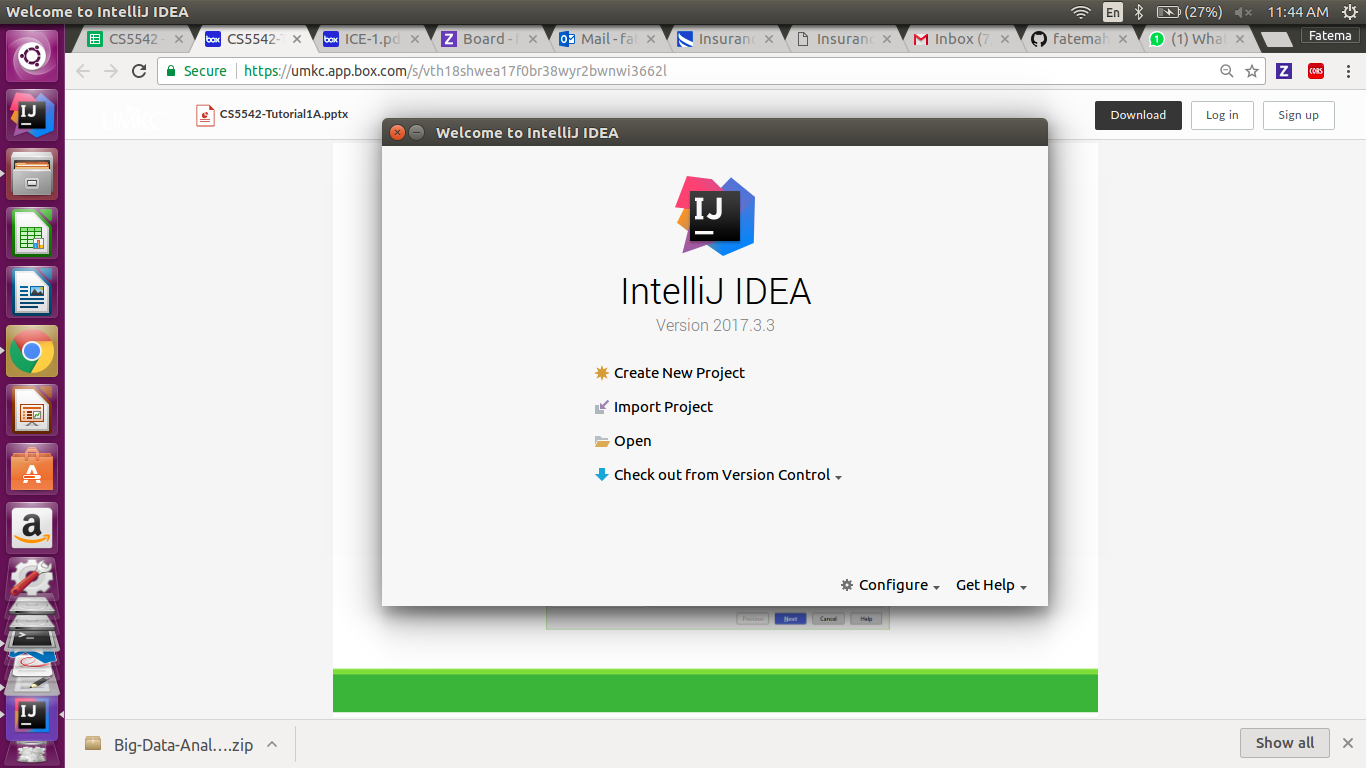 Welcome to IntelliJ IDEA
En
(27%)
11:44 AM
CS5542 -
CS5542-T
ICE-1.pd
Board - f
Mail - fal
Insuranc
Insuranc
Inbox (7
fatemah
(1) What
Fatema
Secure
https://umkc.app.box.com/s/vth18shwea17f0br38wyr2bwnwi3662l
Z
CORS
CS5542-Tutorial1A.pptx
Download
Log in
Sign up
Welcome to IntelliJ IDEA
IJ
IntelliJ IDEA
Version 2017.3.3
Create New Project
Import Project
Open
Check out from Version Control
Configure
Get Help
Previous
Next
Cancel
Help
Big-Data-Anal....zip
Show all